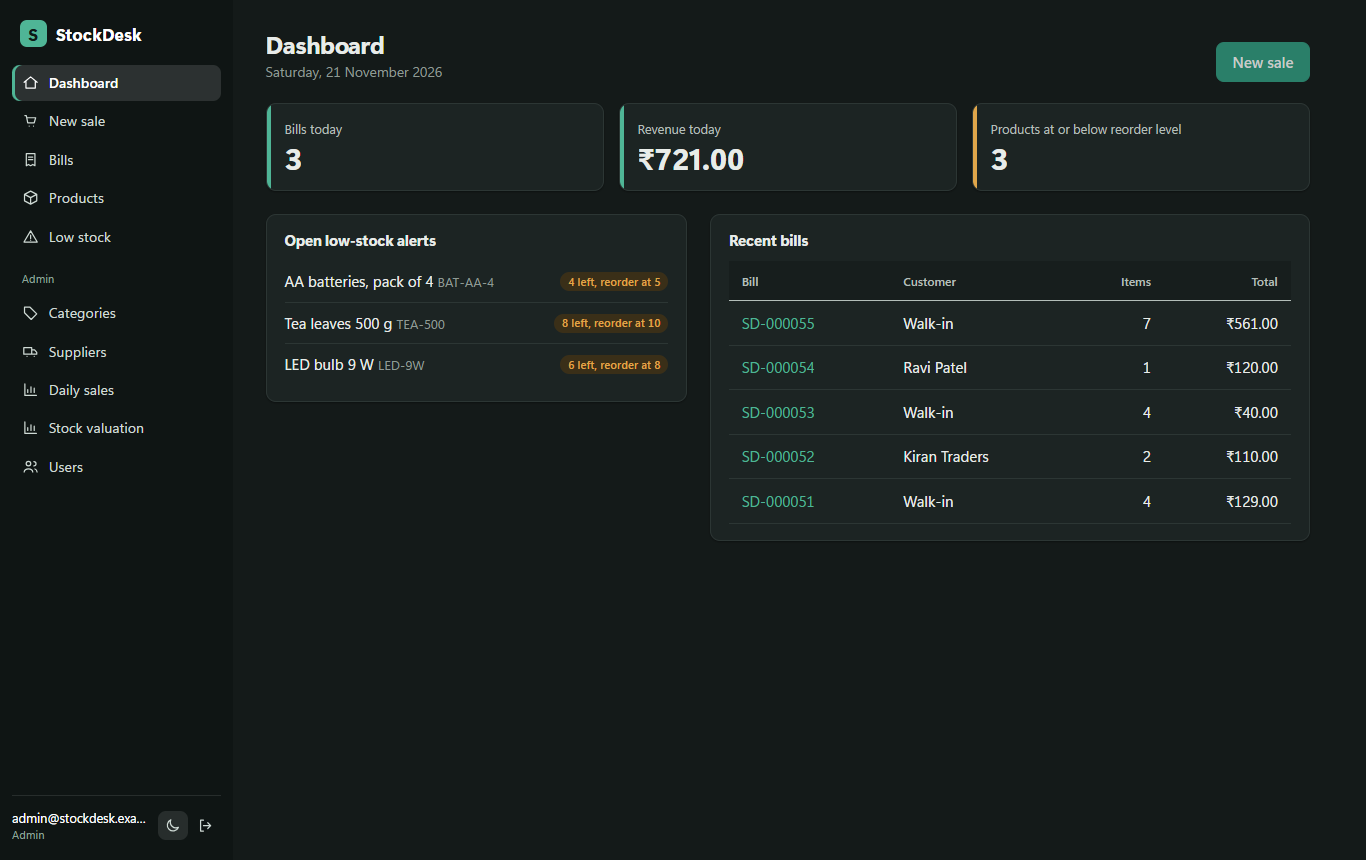 S StockDesk
Dashboard
New sale
Bills
Products
Low stock
Admin
Categories
Suppliers
Daily sales
Stock valuation
Users
admin@stockdesk.exa...
Admin
Dashboard
Saturday, 21 November 2026
New sale
Bills today
3
Revenue today
₹721.00
Products at or below reorder level
3
Open low-stock alerts
AA batteries, pack of 4 BAT-AA-4 4 left, reorder at 5
Tea leaves 500 g TEA-500 8 left, reorder at 10
LED bulb 9 W LED-9W 6 left, reorder at 8
Recent bills
Bill Customer Items Total
SD-000055 Walk-in 7 ₹561.00
SD-000054 Ravi Patel 1 ₹120.00
SD-000053 Walk-in 4 ₹40.00
SD-000052 Kiran Traders 2 ₹110.00
SD-000051 Walk-in 4 ₹129.00